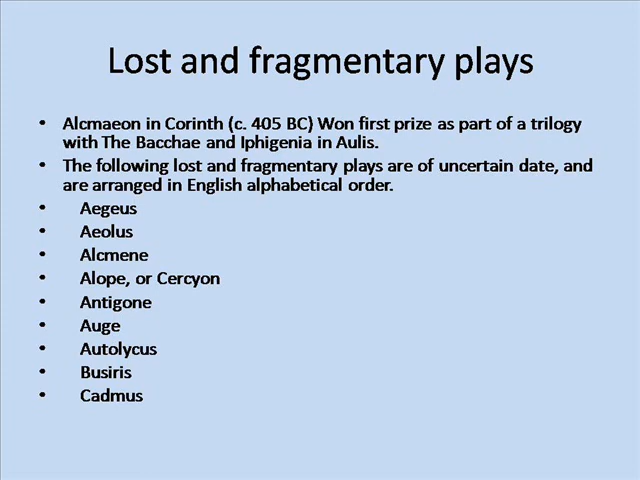 Lost and fragmentary plays
• Alcmaeon in Corinth (c. 405 BC) Won first prize as part of a trilogy
with The Bacchae and Iphigenia in Aulis.
• The following lost and fragmentary plays are of uncertain date, and
are arranged in English alphabetical order.
• Aegeus
• Aeolus
• Alcmene
• Alope, or Cercyon
• Antigone
• Auge
• Autolycus
• Busiris
• Cadmus